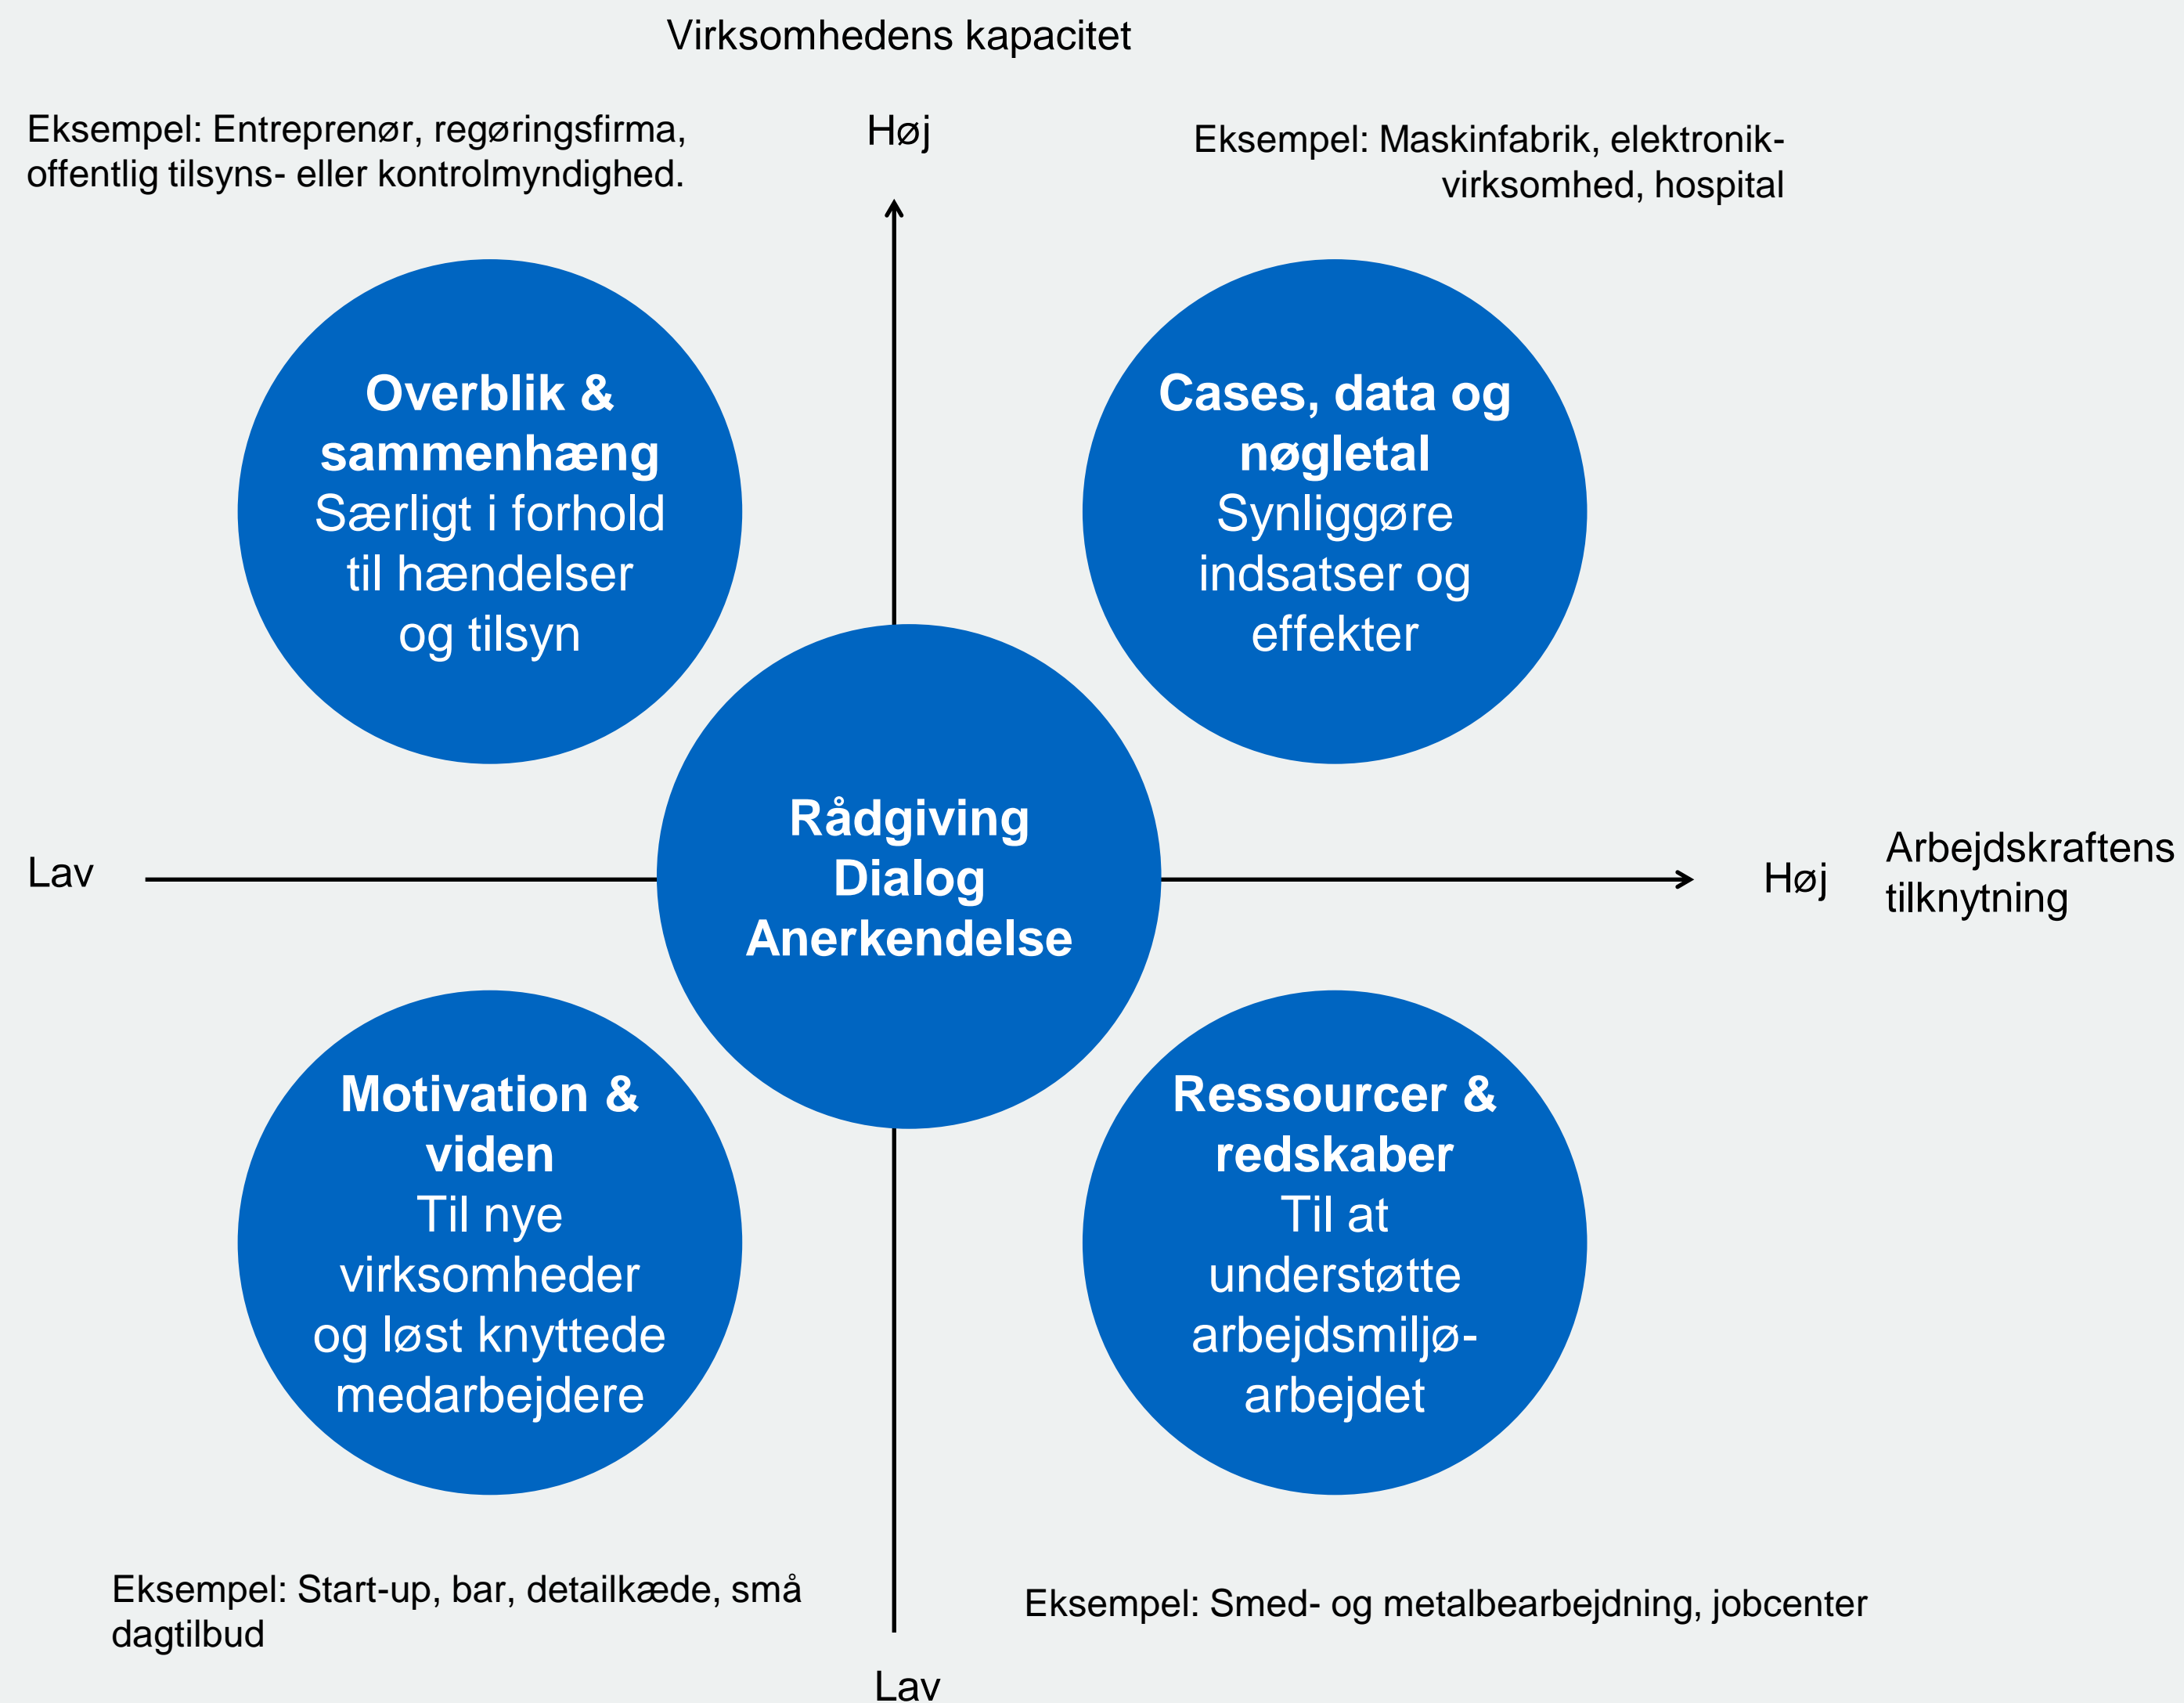 Virksomhedens kapacitet
Høj
Eksempel: Entreprenør, regøringsfirma,
offentlig tilsyns- eller kontrolmyndighed.
Eksempel: Maskinfabrik, elektronik-
virksomhed, hospital
Overblik &
sammenhæng
Særligt i forhold
til hændelser
og tilsyn
Cases, data og
nøgletal
Synliggøre
indsatser og
effekter
Lav
Rådgiving
Dialog
Anerkendelse
Høj
Arbejdskraftens
tilknytning
Motivation &
viden
Til nye
virksomheder
og løst knyttede
medarbejdere
Ressourcer &
redskaber
Til at
understøtte
arbejdsmiljø-
arbejdet
Eksempel: Start-up, bar, detailkæde, små
dagtilbud
Eksempel: Smed- og metalbearbejdning, jobcenter
Lav